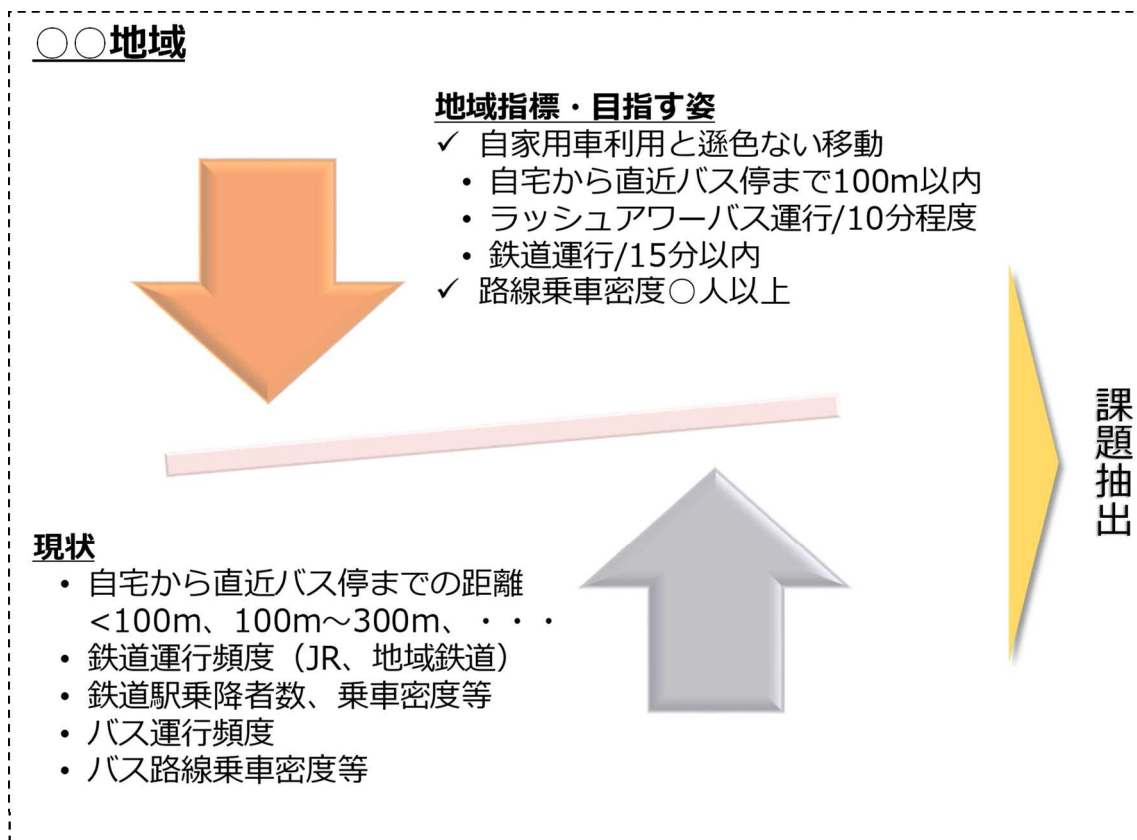 ○○地域
地域指標・目指す姿
✓ 自家用車利用と遜色ない移動
• 自宅から直近バス停まで100m以内
• ラッシュアワーバス運行/10分程度
• 鉄道運行/15分以内
✓ 路線乗車密度○人以上
課題抽出
現状
• 自宅から直近バス停までの距離
<100m、100m～300m、・・・
• 鉄道運行頻度（JR、地域鉄道）
• 鉄道駅乗降者数、乗車密度等
• バス運行頻度
• バス路線乗車密度等